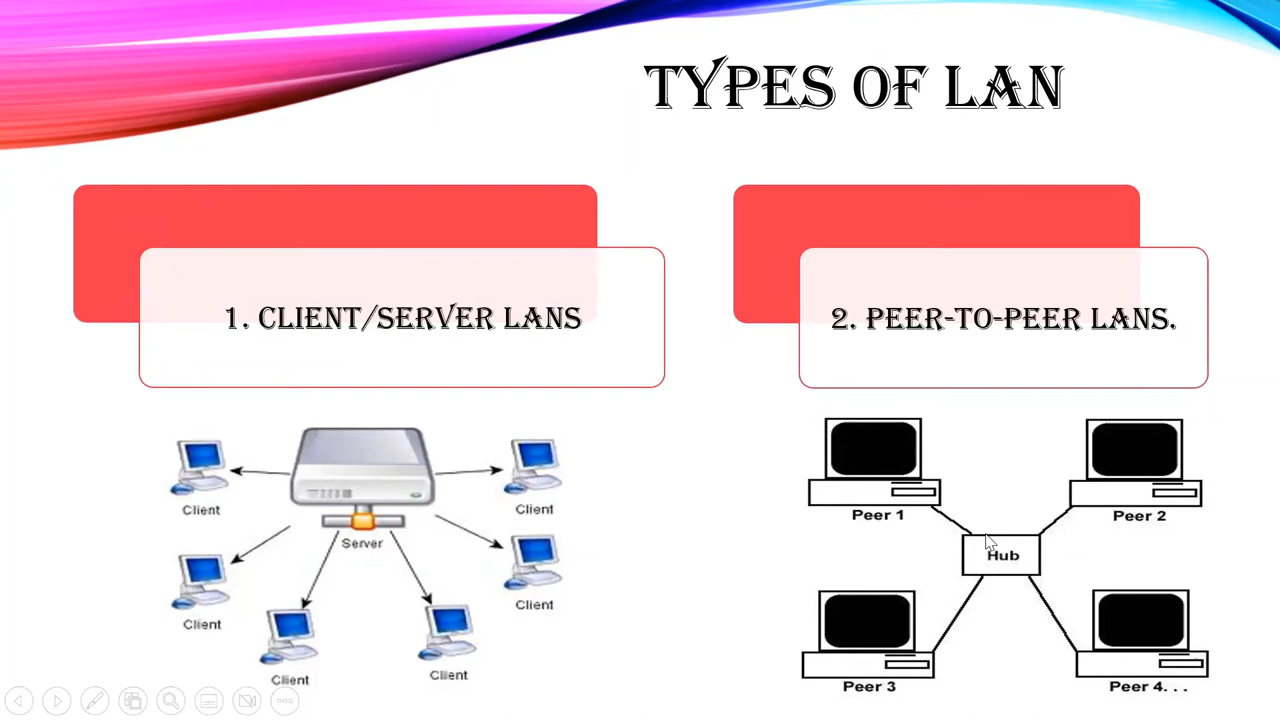 TYPES OF LAN
1. CLIENT/SERVER LANS
2. PEER-TO-PEER LANS.
Client
Client
Server
Client
Client
Client
Client
Peer 1
Peer 2
Hub
Peer 3
Peer 4. . .